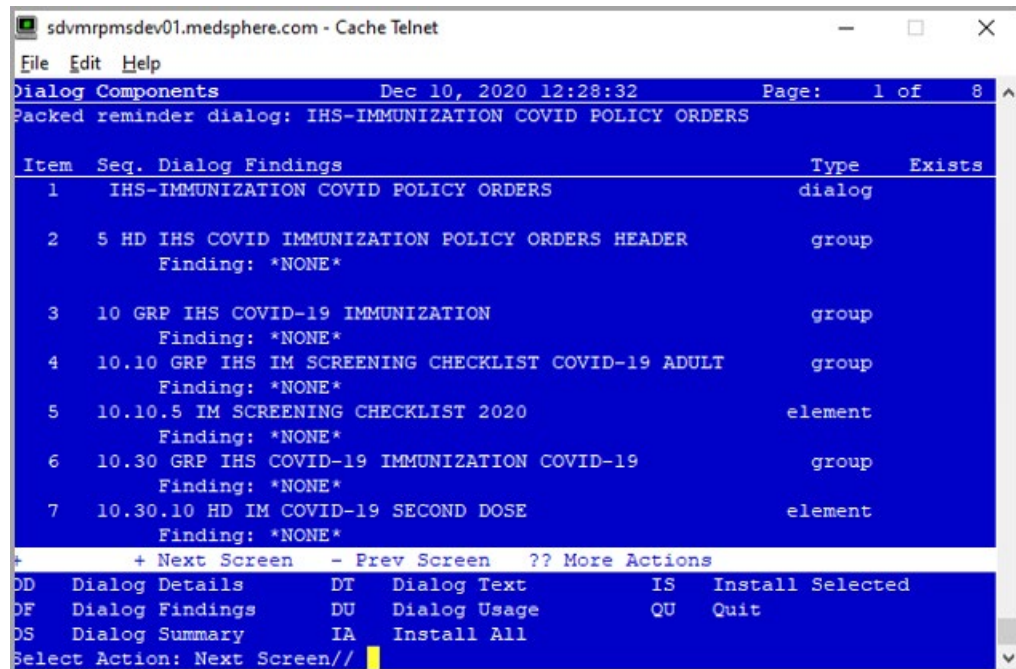 sdvmrpmsdev01.medsphere.com - Cache Telnet
File Edit Help
Dialog Components Dec 10, 2020 12:28:32 Page: 1 of 8
Packed reminder dialog: IHS-IMMUNIZATION COVID POLICY ORDERS
Item Seq. Dialog Findings Type Exists
1 IHS-IMMUNIZATION COVID POLICY ORDERS dialog
2 5 HD IHS COVID IMMUNIZATION POLICY ORDERS HEADER group
Finding: *NONE*
3 10 GRP IHS COVID-19 IMMUNIZATION group
Finding: *NONE*
4 10.10 GRP IHS IM SCREENING CHECKLIST COVID-19 ADULT group
Finding: *NONE*
5 10.10.5 IM SCREENING CHECKLIST 2020 element
Finding: *NONE*
6 10.30 GRP IHS COVID-19 IMMUNIZATION COVID-19 group
Finding: *NONE*
7 10.30.10 HD IM COVID-19 SECOND DOSE element
Finding: *NONE*
+ + Next Screen - Prev Screen ?? More Actions
DD Dialog Details DT Dialog Text IS Install Selected
DF Dialog Findings DU Dialog Usage QU Quit
DS Dialog Summary IA Install All
Select Action: Next Screen//